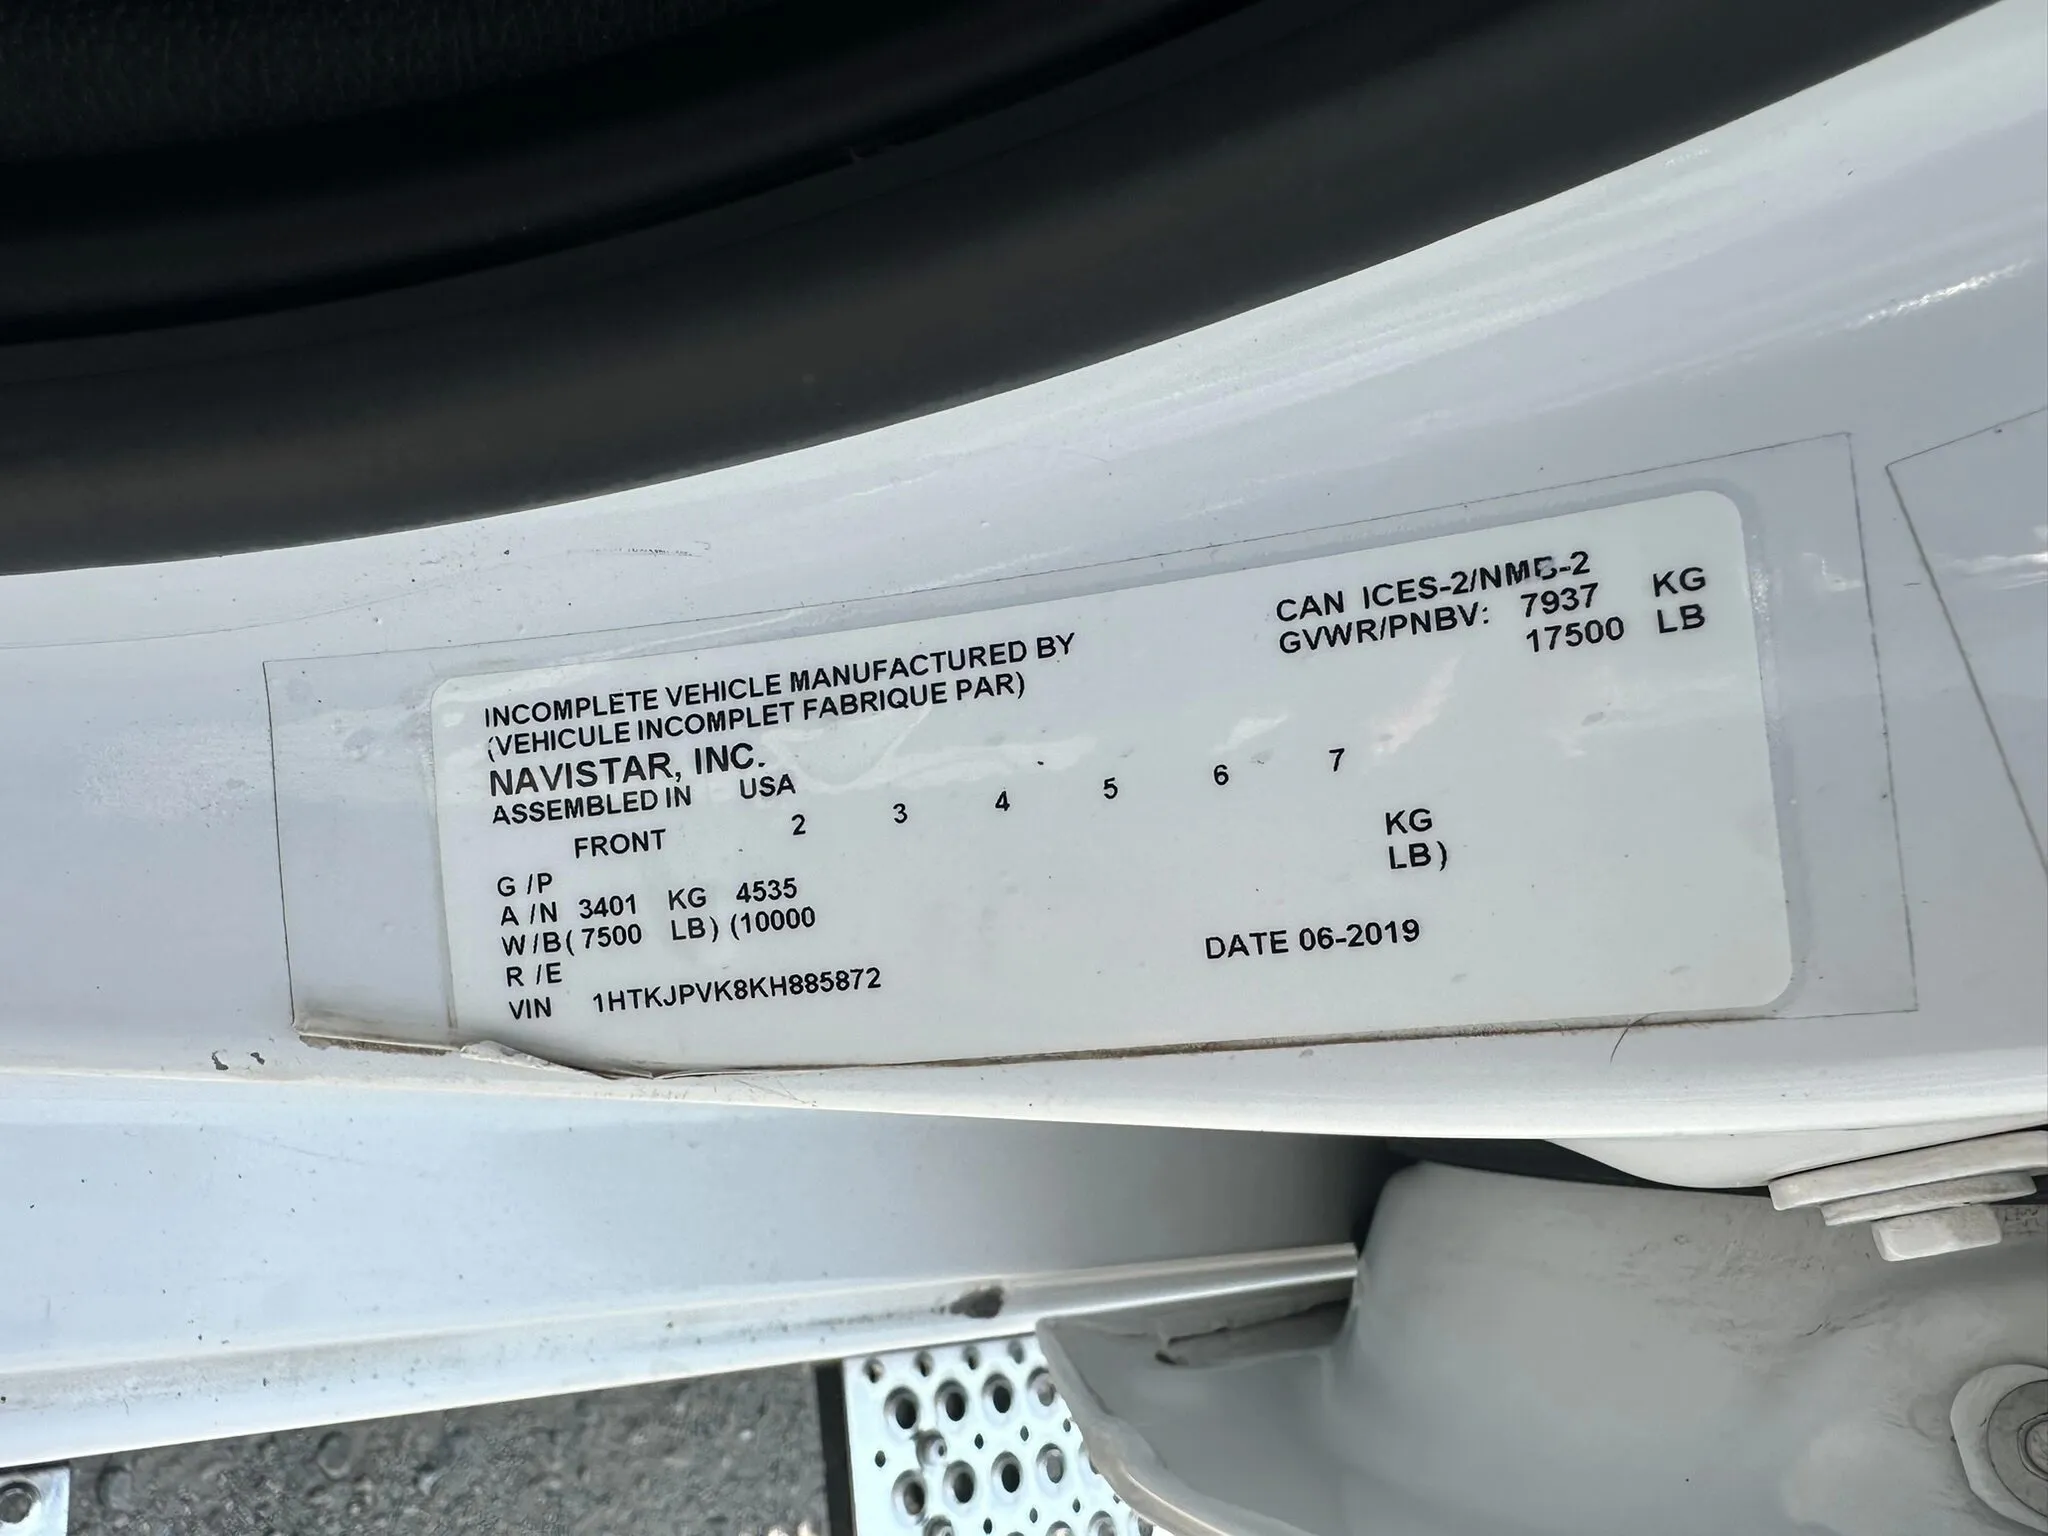 INCOMPLETE VEHICLE MANUFACTURED BY
(VEHICULE INCOMPLET FABRIQUE PAR)
NAVISTAR, INC.
ASSEMBLED IN USA
CAN ICES-2/NMB-2
GVWR/PNBV: 7937 KG
17500 LB
FRONT 2 3 4 5 6 7
G /P
A /N 3401 KG 4535 KG
W/B( 7500 LB) (10000 LB)
R /E
VIN 1HTKJPVK8KH885872
DATE 06-2019